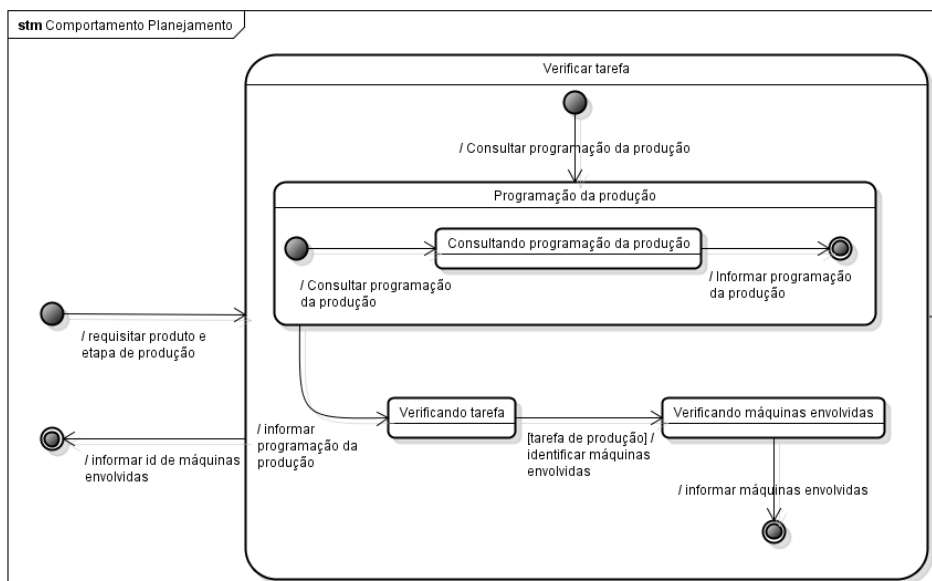 stm Comportamento Planejamento
Verificar tarefa
/ Consultar programação da produção
Programação da produção
Consultando programação da produção
/ Consultar programação
da produção
/ Informar programação
da produção
/ requisitar produto e
etapa de produção
Verificando tarefa
Verificando máquinas envolvidas
/ informar
programação da
produção
[tarefa de produção] /
identificar máquinas
envolvidas
/ informar id de máquinas
envolvidas
/ informar máquinas envolvidas